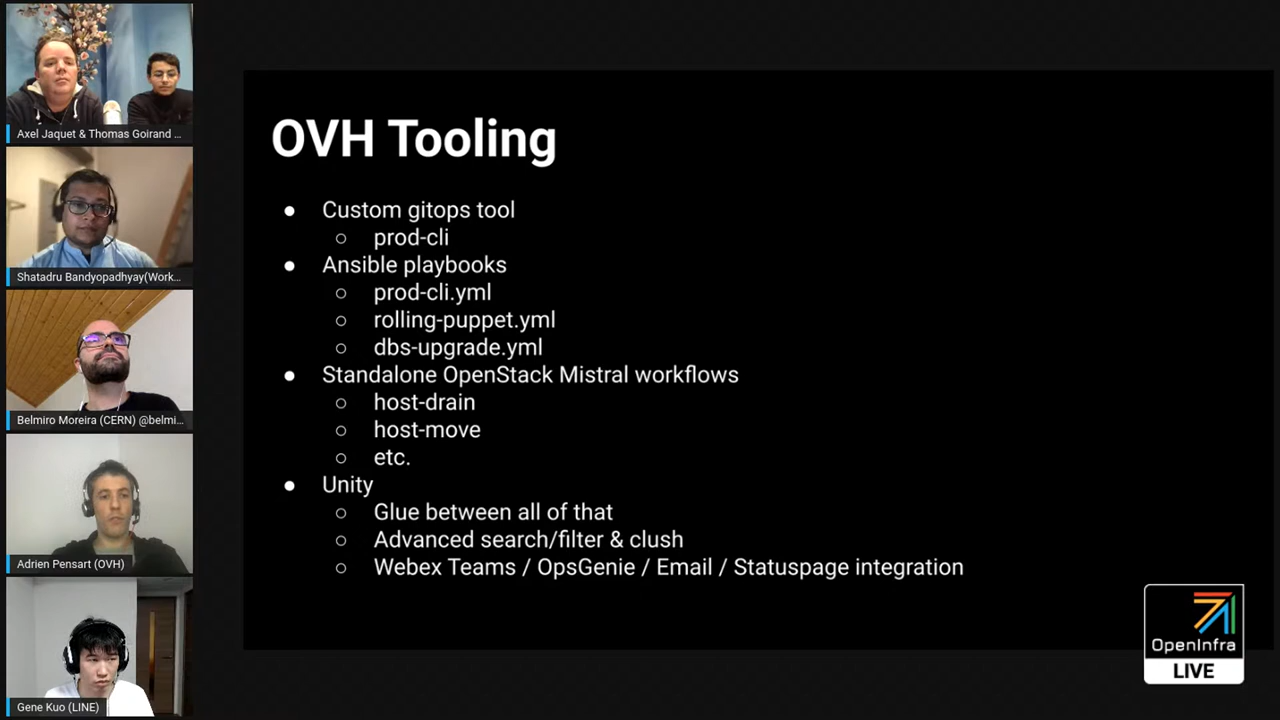 Axel Jaquet & Thomas Goirand ...
Shatadru Bandyopadhyay(Work...
Belmiro Moreira (CERN) @belmi...
Adrien Pensart (OVH)
Gene Kuo (LINE)
OVH Tooling
● Custom gitops tool
○ prod-cli
● Ansible playbooks
○ prod-cli.yml
○ rolling-puppet.yml
○ dbs-upgrade.yml
● Standalone OpenStack Mistral workflows
○ host-drain
○ host-move
○ etc.
● Unity
○ Glue between all of that
○ Advanced search/filter & clush
○ Webex Teams / OpsGenie / Email / Statuspage integration
OpenInfra
LIVE